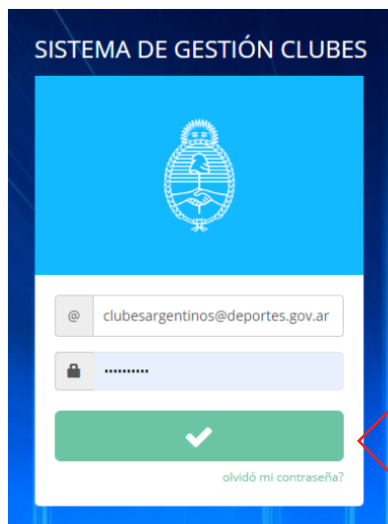 SISTEMA DE GESTIÓN CLUBES
@ clubesargentinos@deportes.gov.ar
••••••••••
olvidó mi contraseña?